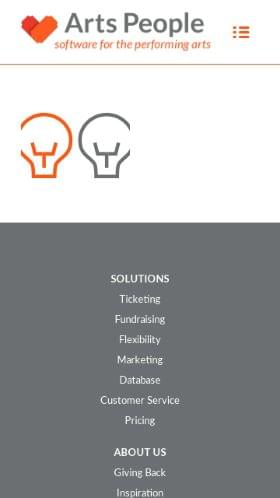 Arts People
software for the performing arts
SOLUTIONS
Ticketing
Fundraising
Flexibility
Marketing
Database
Customer Service
Pricing
ABOUT US
Giving Back
Inspiration